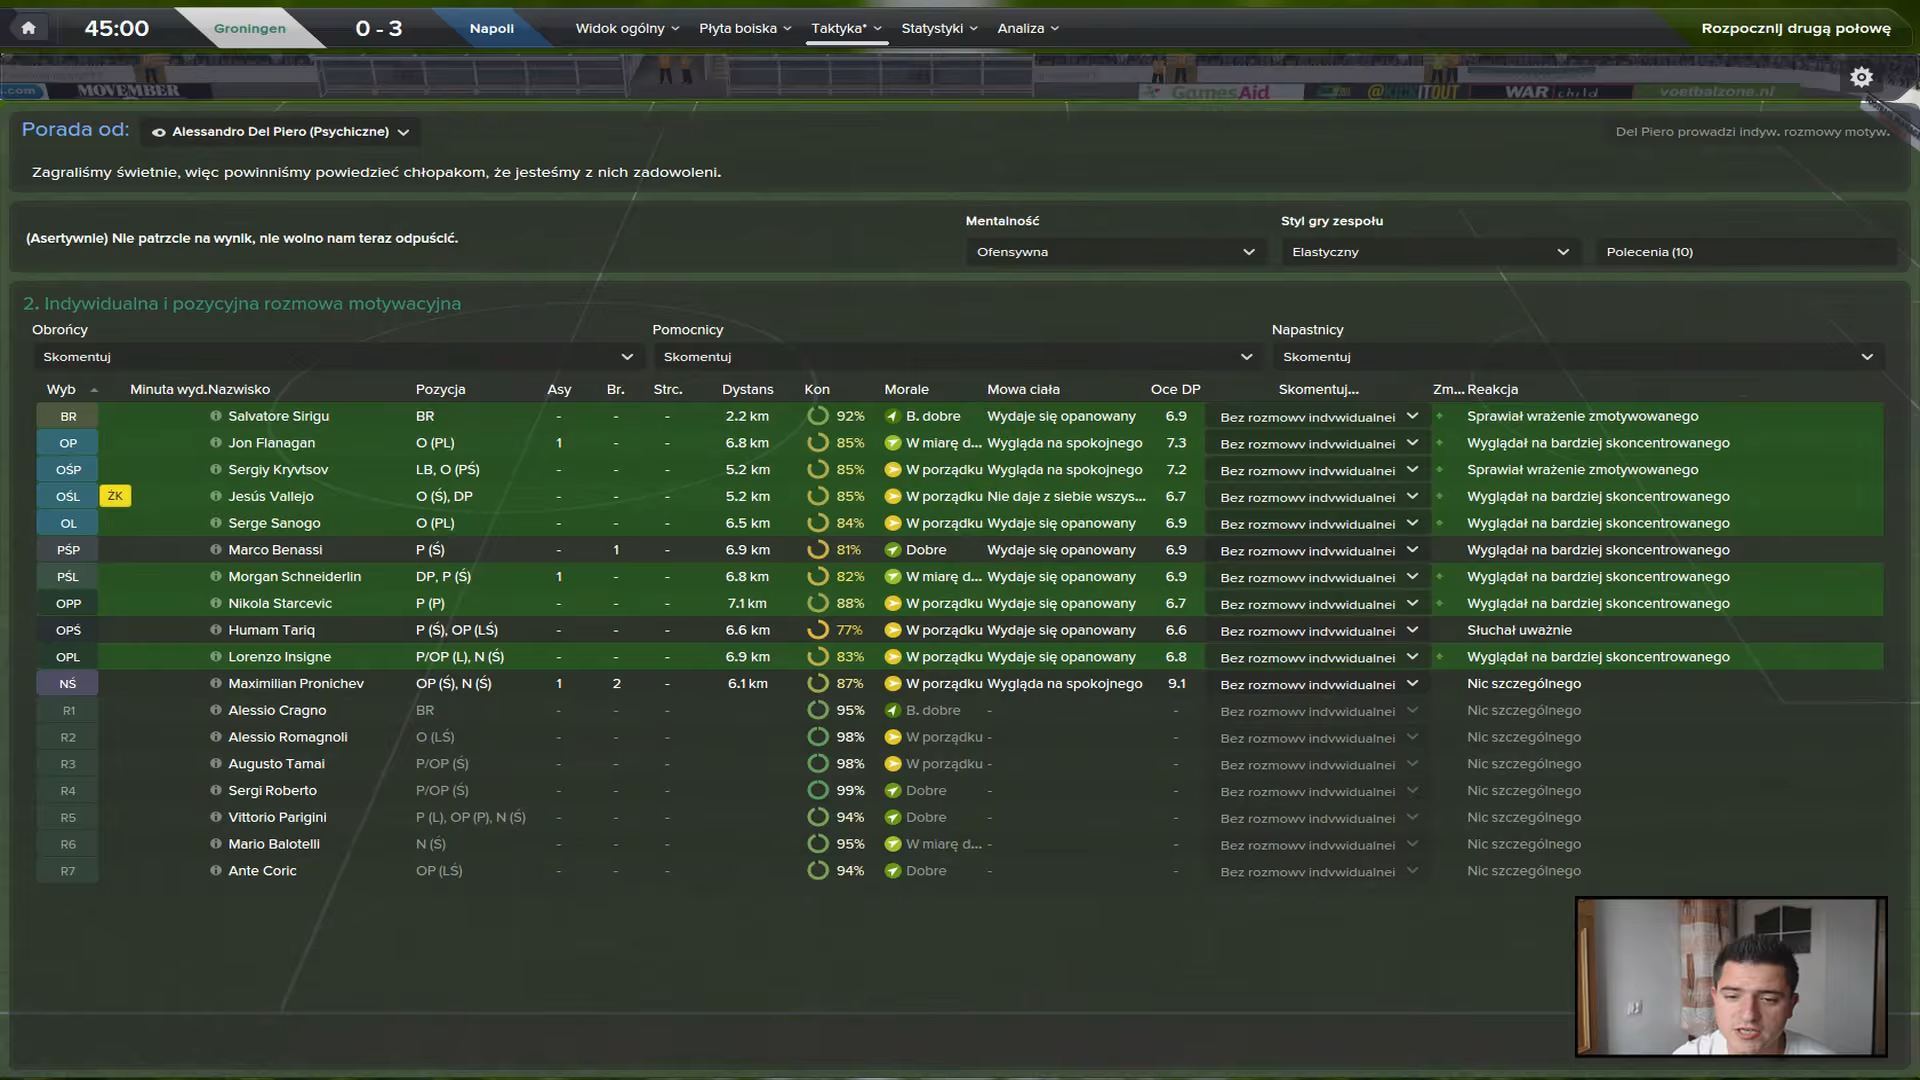 45:00 Groningen 0 - 3 Napoli Widok ogólny Płyta boiska Taktyka* Statystyki Analiza Rozpocznij drugą połowę
s.com MOVEMBER GamesAid @KICKITOUT WAR child voetbalzone.nl
Porada od: Alessandro Del Piero (Psychiczne) Del Piero prowadzi indyw. rozmowy motyw.
Zagraliśmy świetnie, więc powinniśmy powiedzieć chłopakom, że jesteśmy z nich zadowoleni.
Mentalność Styl gry zespołu
(Asertywnie) Nie patrzcie na wynik, nie wolno nam teraz odpuścić.
Ofensywna Elastyczny Polecenia (10)
2. Indywidualna i pozycyjna rozmowa motywacyjna
Obrońcy Pomocnicy Napastnicy
Skomentuj Skomentuj Skomentuj
Wyb Minuta wyd. Nazwisko Pozycja Asy Br. Strc. Dystans Kon Morale Mowa ciała Oce DP Skomentuj... Zm... Reakcja
BR Salvatore Sirigu BR - - - 2.2 km 92% B. dobre Wydaje się opanowany 6.9 Bez rozmowy indywidualnej Sprawiał wrażenie zmotywowanego
OP Jon Flanagan O (PL) 1 - - 6.8 km 85% W miarę d... Wygląda na spokojnego 7.3 Bez rozmowy indywidualnej Wyglądał na bardziej skoncentrowanego
OŚP Sergiy Kryvtsov LB, O (PŚ) - - - 5.2 km 85% W porządku Wygląda na spokojnego 7.2 Bez rozmowy indywidualnej Sprawiał wrażenie zmotywowanego
OŚL ŻK Jesús Vallejo O (Ś), DP - - - 5.2 km 85% W porządku Nie daje z siebie wszys... 6.7 Bez rozmowy indywidualnej Wyglądał na bardziej skoncentrowanego
OL Serge Sanogo O (PL) - - - 6.5 km 84% W porządku Wydaje się opanowany 6.9 Bez rozmowy indywidualnej Wyglądał na bardziej skoncentrowanego
PŚP Marco Benassi P (Ś) - 1 - 6.9 km 81% Dobre Wydaje się opanowany 6.9 Bez rozmowy indywidualnej Wyglądał na bardziej skoncentrowanego
PŚL Morgan Schneiderlin DP, P (Ś) 1 - - 6.8 km 82% W miarę d... Wydaje się opanowany 6.9 Bez rozmowy indywidualnej Wyglądał na bardziej skoncentrowanego
OPP Nikola Starcevic P (P) - - - 7.1 km 88% W porządku Wydaje się opanowany 6.7 Bez rozmowy indywidualnej Wyglądał na bardziej skoncentrowanego
OPŚ Humam Tariq P (Ś), OP (LŚ) - - - 6.6 km 77% W porządku Wydaje się opanowany 6.6 Bez rozmowy indywidualnej Słuchał uważnie
OPL Lorenzo Insigne P/OP (L), N (Ś) - - - 6.9 km 83% W porządku Wydaje się opanowany 6.8 Bez rozmowy indywidualnej Wyglądał na bardziej skoncentrowanego
NŚ Maximilian Pronichev OP (Ś), N (Ś) 1 2 - 6.1 km 87% W porządku Wygląda na spokojnego 9.1 Bez rozmowy indywidualnej Nic szczególnego
R1 Alessio Cragno BR - - - 95% B. dobre - - Bez rozmowy indywidualnej Nic szczególnego
R2 Alessio Romagnoli O (LŚ) - - - 98% W porządku - - Bez rozmowy indywidualnej Nic szczególnego
R3 Augusto Tamai P/OP (Ś) - - - 98% W porządku - - Bez rozmowy indywidualnej Nic szczególnego
R4 Sergi Roberto P/OP (Ś) - - - 99% Dobre - - Bez rozmowy indywidualnej Nic szczególnego
R5 Vittorio Parigini P (L), OP (P), N (Ś) - - - 94% Dobre - - Bez rozmowy indywidualnej Nic szczególnego
R6 Mario Balotelli N (Ś) - - - 95% W miarę d... - - Bez rozmowy indywidualnej Nic szczególnego
R7 Ante Coric OP (LŚ) - - - 94% Dobre - - Bez rozmowy indywidualnej Nic szczególnego